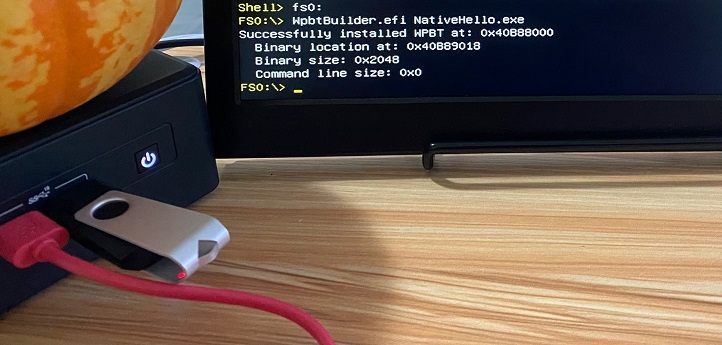 Shell> fs0:
FS0:\> WpbtBuilder.efi NativeHello.exe
Successfully installed WPBT at: 0x40B88000
Binary location at: 0x40B89018
Binary size: 0x2048
Command line size: 0x0
FS0:\> _